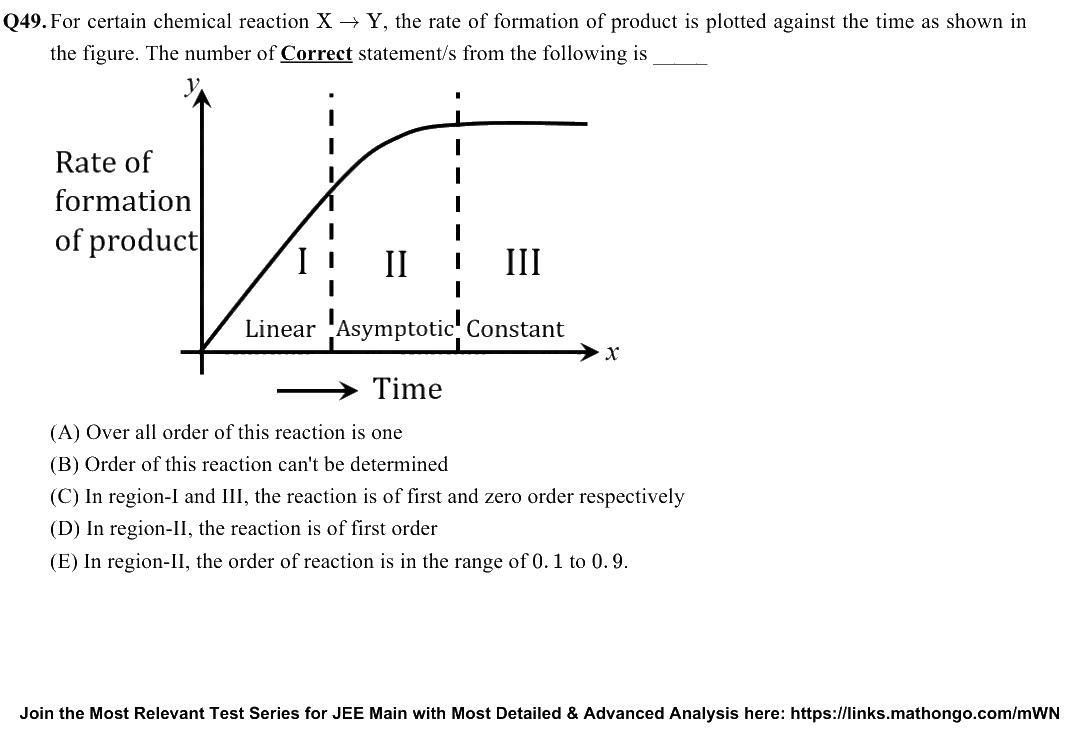 Q49. For certain chemical reaction X → Y, the rate of formation of product is plotted against the time as shown in
the figure. The number of Correct statement/s from the following is _____
y
Rate of
formation
of product
I
II
III
Linear
Asymptotic
Constant
x
Time
(A) Over all order of this reaction is one
(B) Order of this reaction can't be determined
(C) In region-I and III, the reaction is of first and zero order respectively
(D) In region-II, the reaction is of first order
(E) In region-II, the order of reaction is in the range of 0. 1 to 0. 9.
Join the Most Relevant Test Series for JEE Main with Most Detailed & Advanced Analysis here: https://links.mathongo.com/mWN